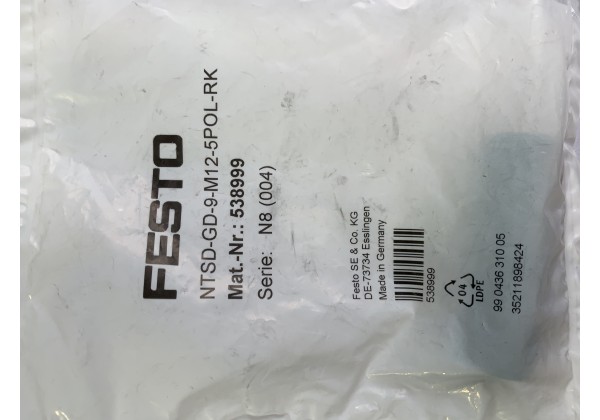 FESTO
NTSD-GD-9-M12-5POL-RK
Mat.-Nr.: 538999
Serie: N8 (004)
Festo SE & Co. KG
DE-73734 Esslingen
Made in Germany
538999
04
LDPE
99 0436 310 05
35211898424